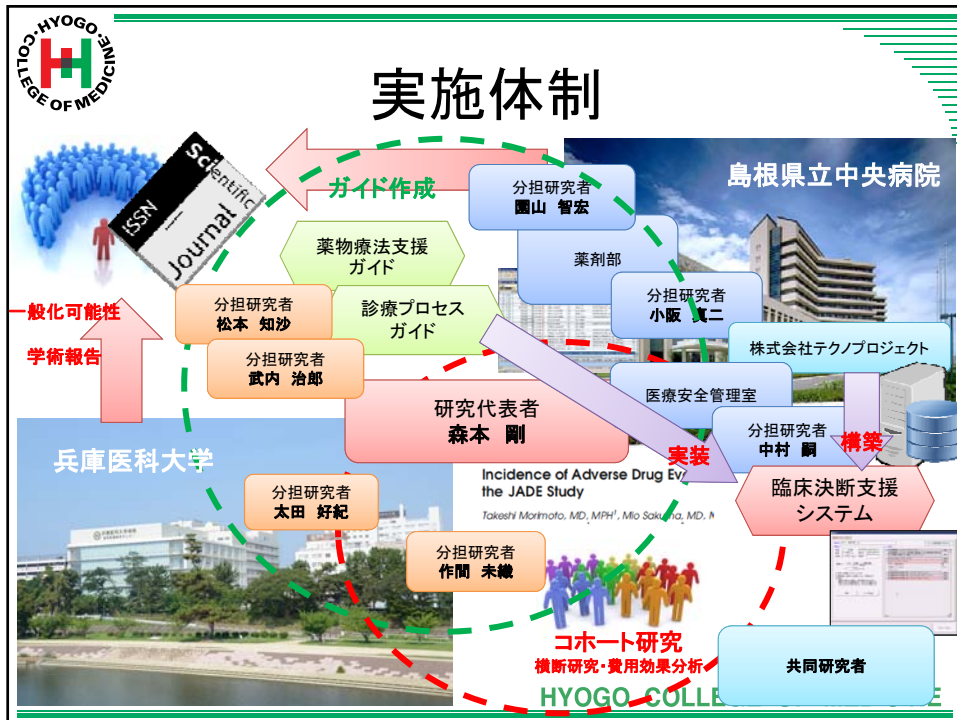 HYOGO・COLLEGE OF MEDICINE・
実施体制
Scientific
Journal
ISSN
ガイド作成
分担研究者
園山 智宏
島根県立中央病院
薬物療法支援
ガイド
薬剤部
分担研究者
松本 知沙
診療プロセス
ガイド
分担研究者
小阪 真二
一般化可能性
学術報告
分担研究者
武内 治郎
株式会社テクノプロジェクト
研究代表者
森本 剛
医療安全管理室
分担研究者
中村 嗣
構築
実装
兵庫医科大学
Incidence of Adverse Drug Ev
the JADE Study
Takeshi Morimoto, MD, MPH¹, Mio Saku, MD,
臨床決断支援
システム
分担研究者
太田 好紀
分担研究者
作間 未織
コホート研究
横断研究・費用効果分析
共同研究者
HYOGO COLLE